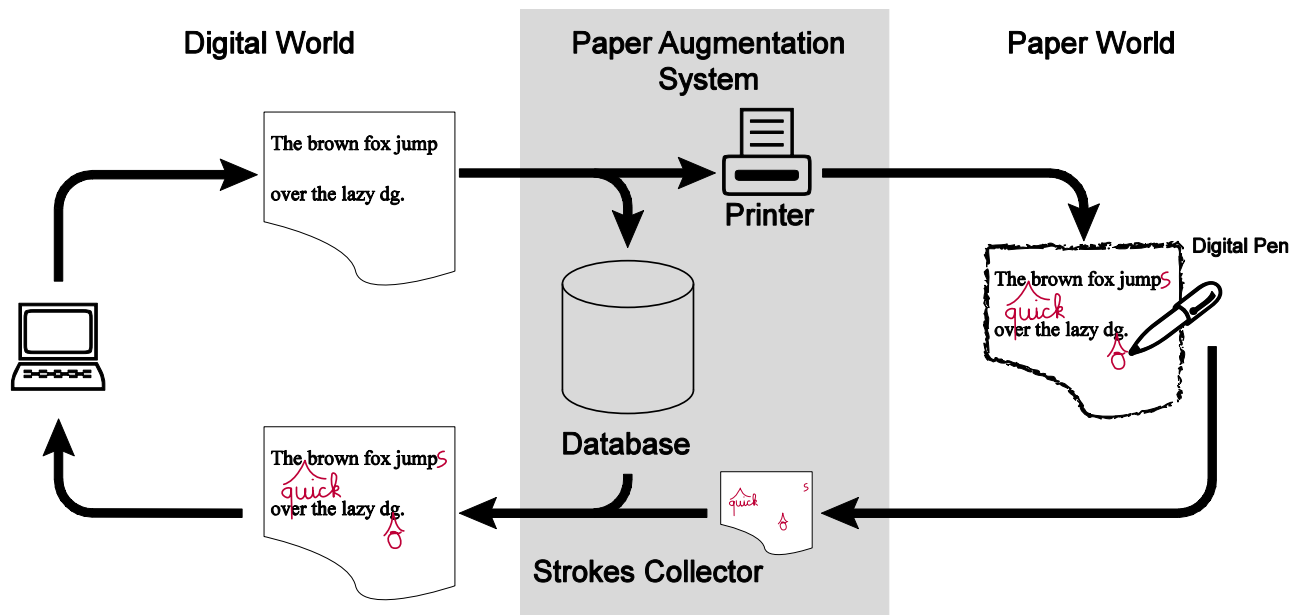 Digital World
Paper Augmentation
System
Paper World
The brown fox jump
over the lazy dg.
Printer
Digital Pen
The brown fox jumps
quick
over the lazy dg.
o
Database
The brown fox jumps
quick
over the lazy dg.
o
s
quick
o
Strokes Collector